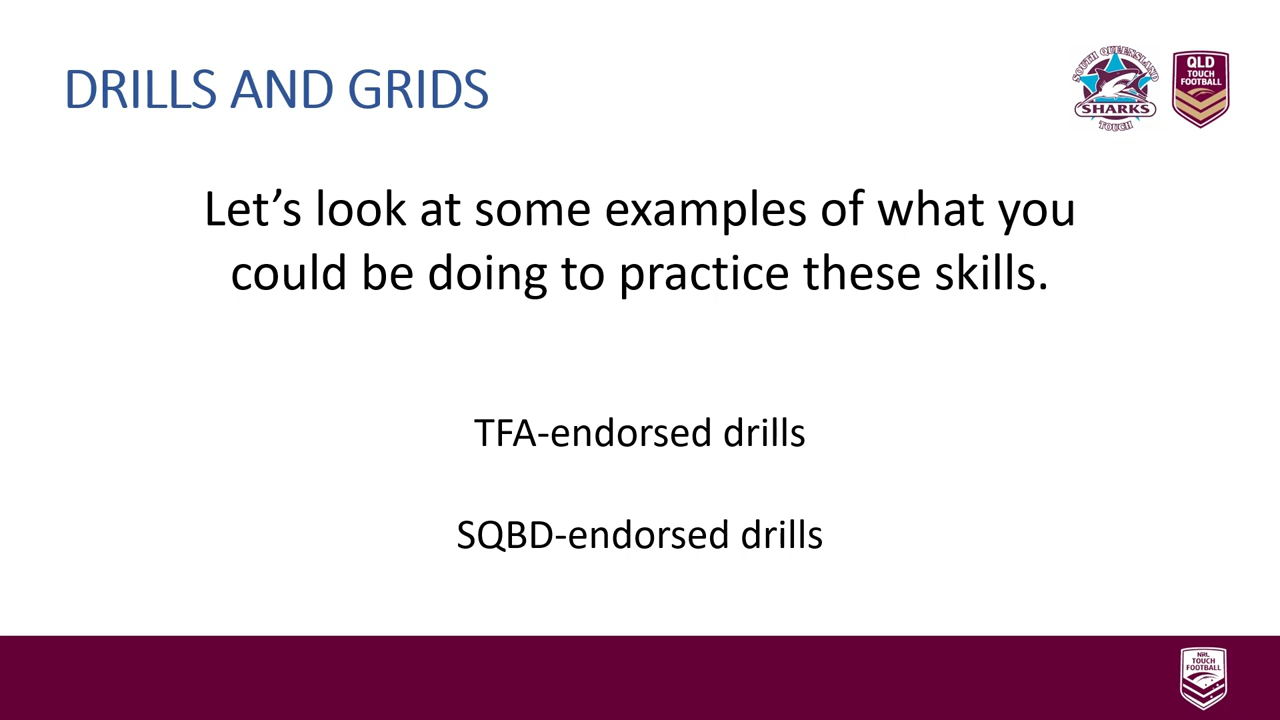 DRILLS AND GRIDS
SOUTH QUEENSLAND
SHARKS
TOUCH
QLD
TOUCH
FOOTBALL
Let’s look at some examples of what you
could be doing to practice these skills.
TFA-endorsed drills
SQBD-endorsed drills
NRL
TOUCH
FOOTBALL